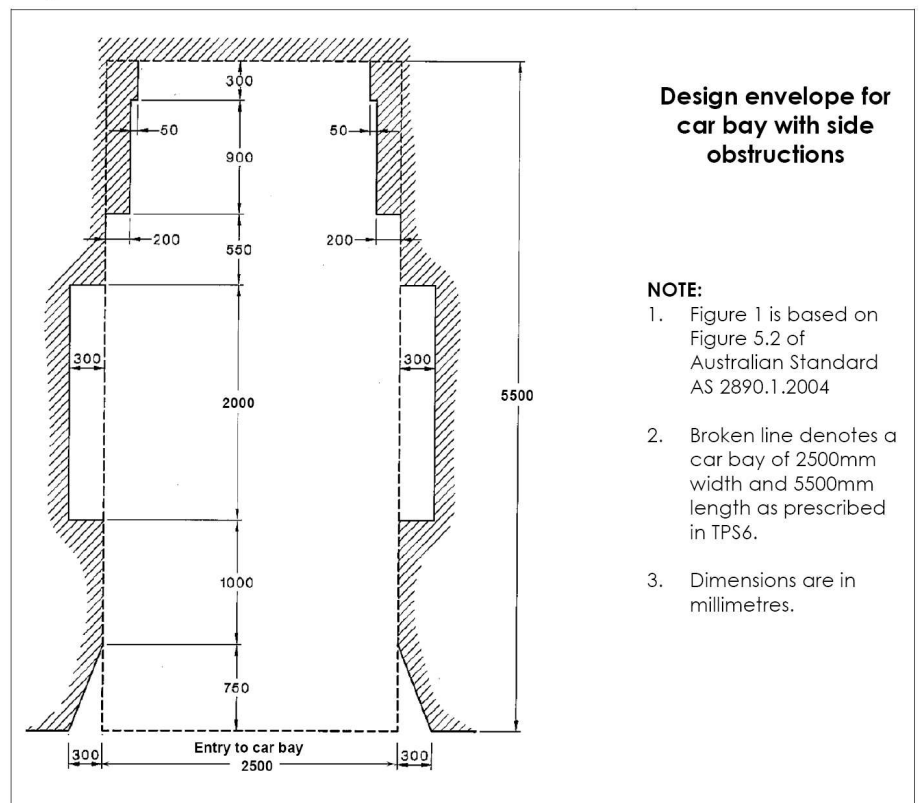 Design envelope for
car bay with side
obstructions
300
50
50
900
200
200
550
300
300
2000
5500
1000
750
300
Entry to car bay
2500
300
NOTE:
1. Figure 1 is based on
Figure 5.2 of
Australian Standard
AS 2890.1.2004
2. Broken line denotes a
car bay of 2500mm
width and 5500mm
length as prescribed
in TPS6.
3. Dimensions are in
millimetres.